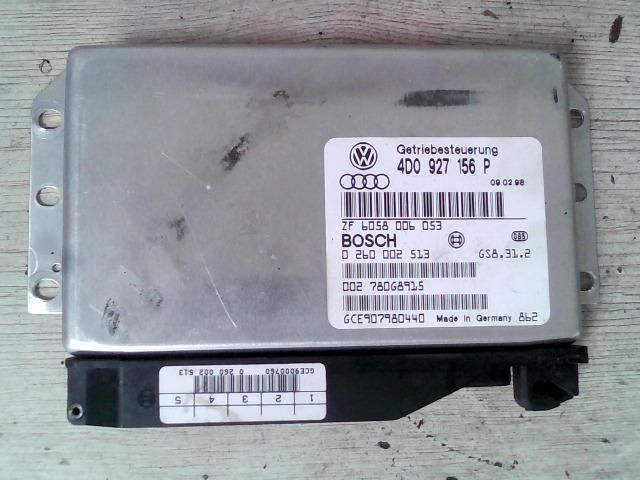 Getriebesteuerung
4D0 927 156 P
09.02.98
ZF 6058 006 053
BOSCH
0 260 002 513 GS8.31.2
002 78068915
GCE907980440 Made in Germany 862
1 2 3 4 5
0 260 002 513 GCE9000760